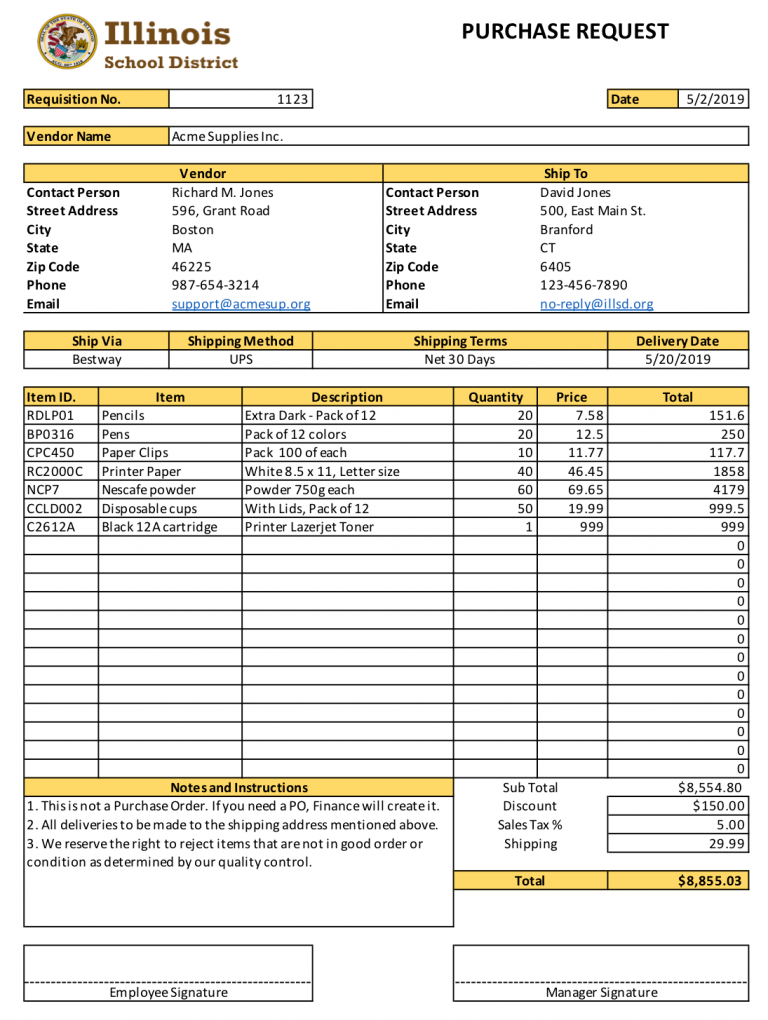 Illinois
School District
PURCHASE REQUEST
Requisition No. 1123 Date 5/2/2019
Vendor Name Acme Supplies Inc.
Vendor Ship To
Contact Person Richard M. Jones Contact Person David Jones
Street Address 596, Grant Road Street Address 500, East Main St.
City Boston City Branford
State MA State CT
Zip Code 46225 Zip Code 6405
Phone 987-654-3214 Phone 123-456-7890
Email support@acmesup.org Email no-reply@illsd.org
Ship Via Shipping Method Shipping Terms Delivery Date
Bestway UPS Net 30 Days 5/20/2019
Item ID. Item Description Quantity Price Total
RDLP01 Pencils Extra Dark - Pack of 12 20 7.58 151.6
BP0316 Pens Pack of 12 colors 20 12.5 250
CPC450 Paper Clips Pack 100 of each 10 11.77 117.7
RC2000C Printer Paper White 8.5 x 11, Letter size 40 46.45 1858
NCP7 Nescafe powder Powder 750g each 60 69.65 4179
CCLD002 Disposable cups With Lids, Pack of 12 50 19.99 999.5
C2612A Black 12A cartridge Printer Lazerjet Toner 1 999 999
0
0
0
0
0
0
0
0
0
0
0
0
0
Notes and Instructions Sub Total $8,554.80
1. This is not a Purchase Order. If you need a PO, Finance will create it. Discount $150.00
2. All deliveries to be made to the shipping address mentioned above. Sales Tax % 5.00
3. We reserve the right to reject items that are not in good order or Shipping 29.99
condition as determined by our quality control.
Total $8,855.03
Employee Signature Manager Signature